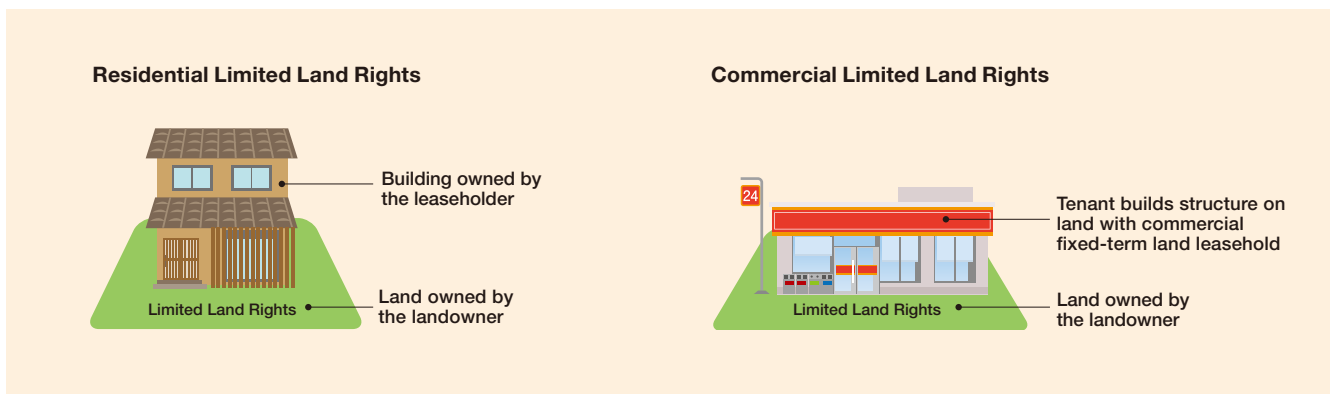 Residential Limited Land Rights
Building owned by
the leaseholder
Land owned by
the landowner
Limited Land Rights
Commercial Limited Land Rights
24
Tenant builds structure on
land with commercial
fixed-term land leasehold
Land owned by
the landowner
Limited Land Rights